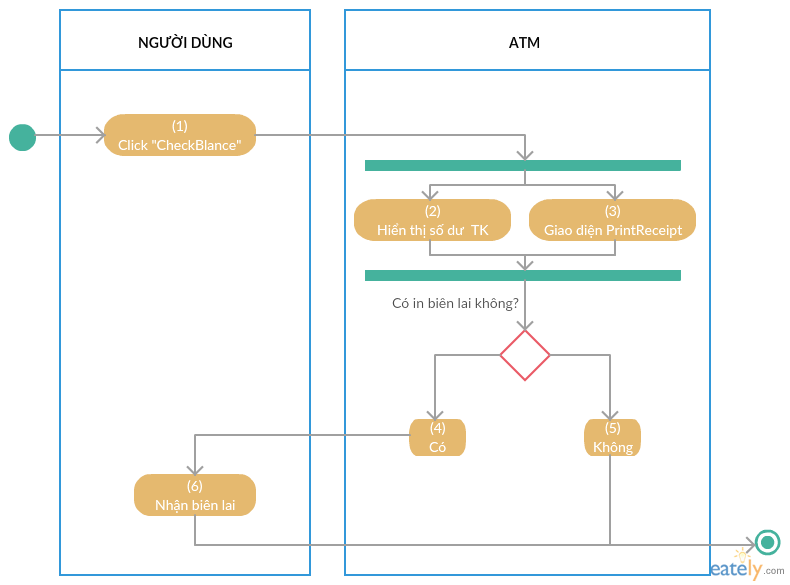 NGƯỜI DÙNG
ATM
(1)
Click "CheckBlance"
(2)
Hiển thị số dư TK
(3)
Giao diện PrintReceipt
Có in biên lai không?
(4)
Có
(5)
Không
(6)
Nhận biên lai
eately.com